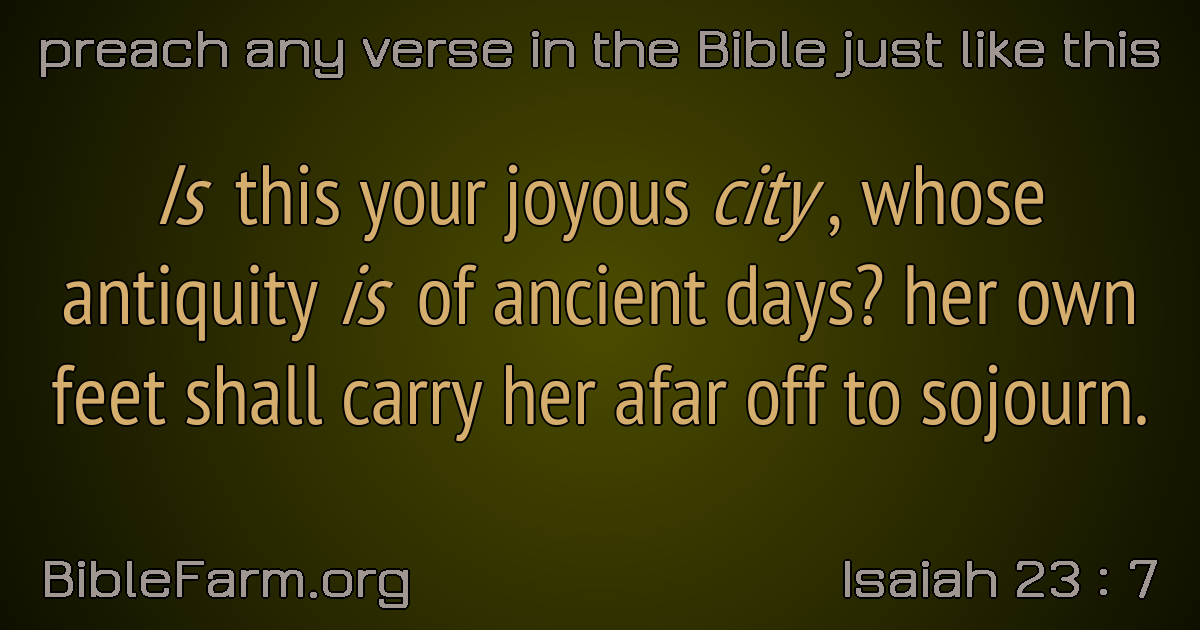 preach any verse in the Bible just like this
Is this your joyous city , whose
antiquity is of ancient days? her own
feet shall carry her afar off to sojourn.
BibleFarm.org
Isaiah 23 : 7